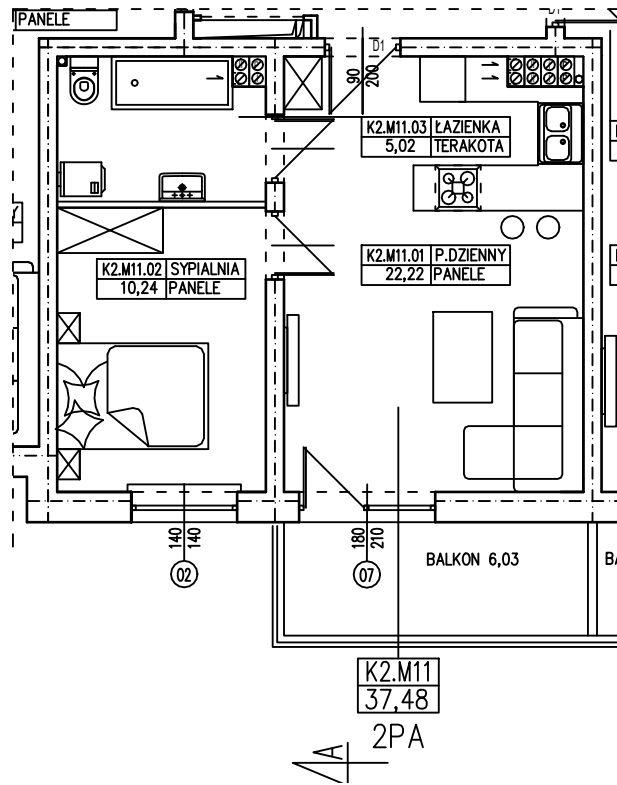 PANELE
D1
D1
90
200
K2.M11.03 ŁAZIENKA
5,02 TERAKOTA
K2.M11.01 P.DZIENNY
22,22 PANELE
K2.M11.02 SYPIALNIA
10,24 PANELE
140
140
02
180
210
07
BALKON 6,03
BA
K2.M11
37,48
2PA
A